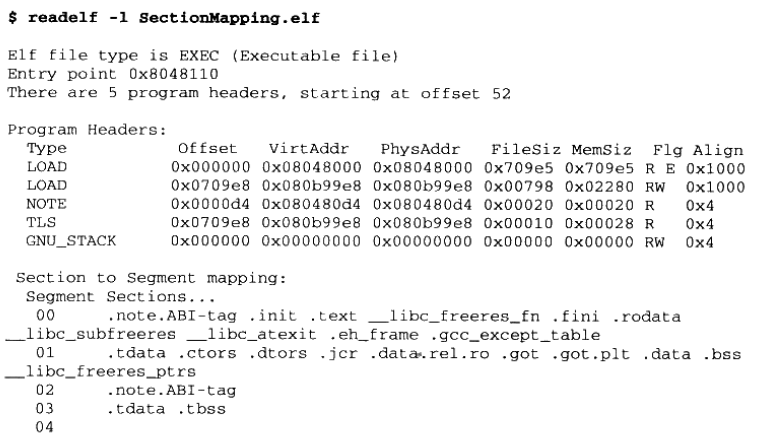 $ readelf -l SectionMapping.elf
Elf file type is EXEC (Executable file)
Entry point 0x8048110
There are 5 program headers, starting at offset 52
Program Headers:
Type Offset VirtAddr PhysAddr FileSiz MemSiz Flg Align
LOAD 0x000000 0x08048000 0x08048000 0x709e5 0x709e5 R E 0x1000
LOAD 0x0709e8 0x080b99e8 0x080b99e8 0x00798 0x02280 RW 0x1000
NOTE 0x0000d4 0x080480d4 0x080480d4 0x00020 0x00020 R 0x4
TLS 0x0709e8 0x080b99e8 0x080b99e8 0x00010 0x00028 R 0x4
GNU_STACK 0x000000 0x00000000 0x00000000 0x00000 0x00000 RW 0x4
Section to Segment mapping:
Segment Sections...
00 .note.ABI-tag .init .text __libc_freeres_fn .fini .rodata
__libc_subfreeres __libc_atexit .eh_frame .gcc_except_table
01 .tdata .ctors .dtors .jcr .data.rel.ro .got .got.plt .data .bss
__libc_freeres_ptrs
02 .note.ABI-tag
03 .tdata .tbss
04